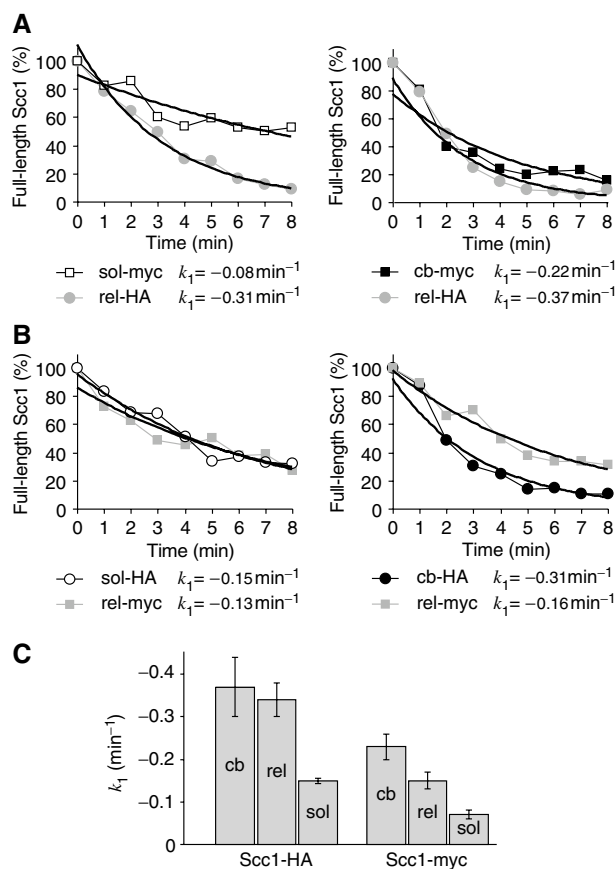 A
Full-length Scc1 (%)
100
80
60
40
20
0
0 1 2 3 4 5 6 7 8
Time (min)
sol-myc k1 = −0.08 min−1
rel-HA k1 = −0.31 min−1
Full-length Scc1 (%)
100
80
60
40
20
0
0 1 2 3 4 5 6 7 8
Time (min)
cb-myc k1 = −0.22 min−1
rel-HA k1 = −0.37 min−1
B
Full-length Scc1 (%)
100
80
60
40
20
0
0 1 2 3 4 5 6 7 8
Time (min)
sol-HA k1 = −0.15 min−1
rel-myc k1 = −0.13 min−1
Full-length Scc1 (%)
100
80
60
40
20
0
0 1 2 3 4 5 6 7 8
Time (min)
cb-HA k1 = −0.31 min−1
rel-myc k1 = −0.16 min−1
C
k1 (min−1)
−0.4
−0.3
−0.2
−0.1
0
cb rel sol
cb rel sol
Scc1-HA Scc1-myc